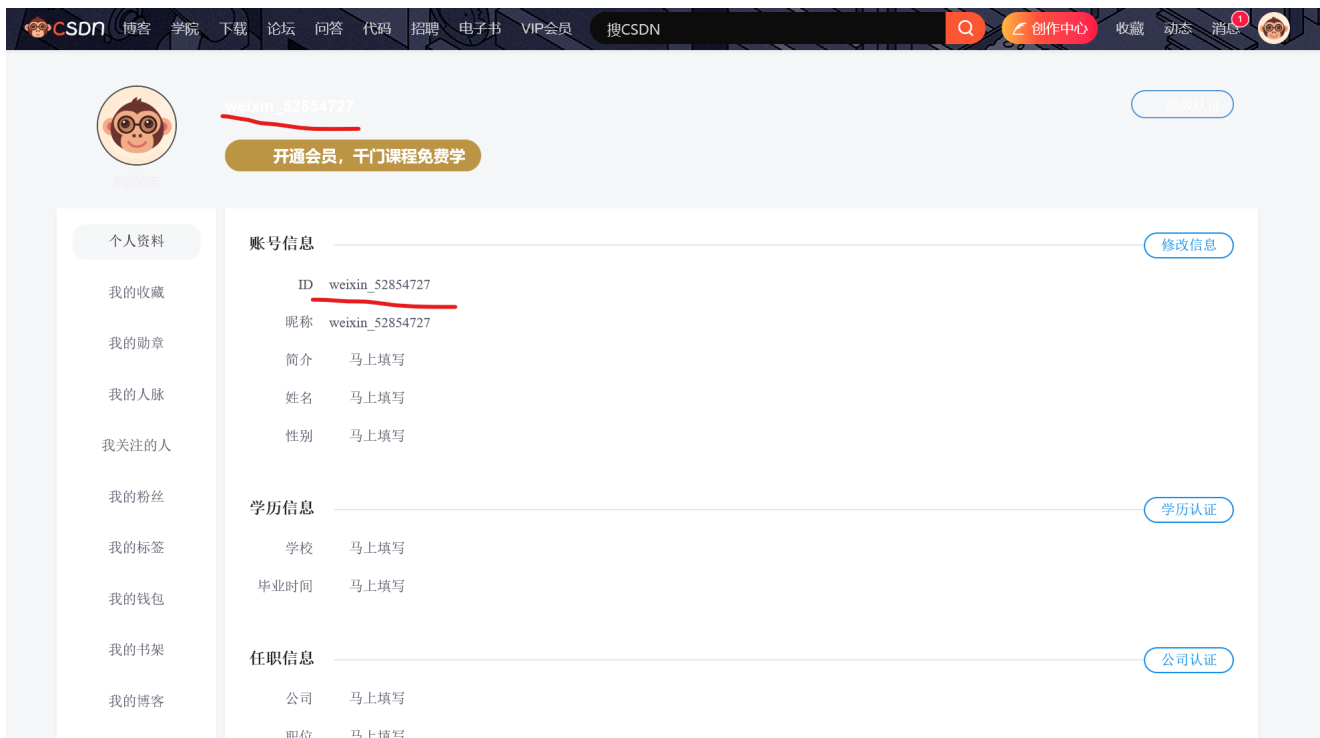 CSDN 博客 学院 下载 论坛 问答 代码 招聘 电子书 VIP会员 搜CSDN 创作中心 收藏 动态 消息 1
weixin_52854727
开通会员，千门课程免费学
个人资料
我的收藏
我的勋章
我的人脉
我关注的人
我的粉丝
我的标签
我的钱包
我的书架
我的博客
账号信息 修改信息
ID weixin_52854727
昵称 weixin_52854727
简介 马上填写
姓名 马上填写
性别 马上填写
学历信息 学历认证
学校 马上填写
毕业时间 马上填写
任职信息 公司认证
公司 马上填写
职位 马上填写